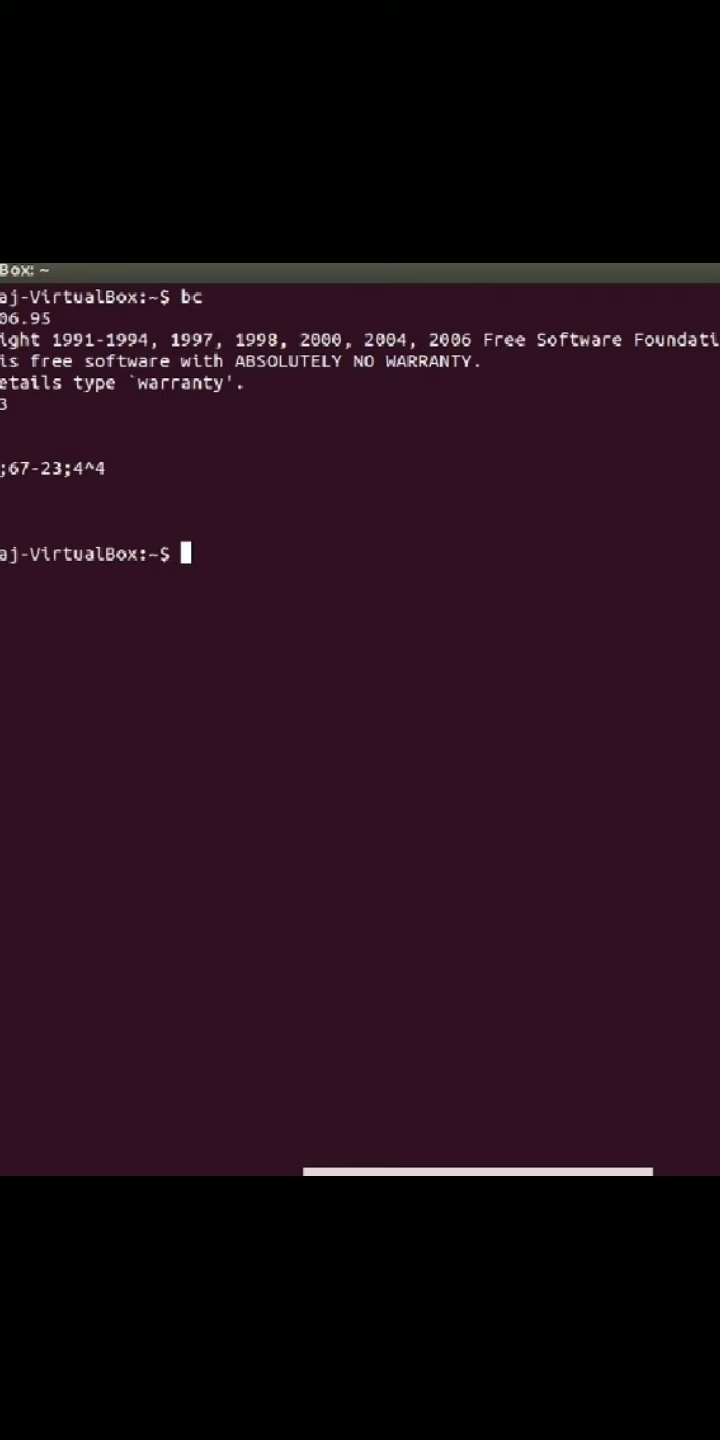 Box: ~
aj-VirtualBox:~$ bc
06.95
ight 1991-1994, 1997, 1998, 2000, 2004, 2006 Free Software Foundati
is free software with ABSOLUTELY NO WARRANTY.
etails type `warranty'.
3
;67-23;4^4
aj-VirtualBox:~$